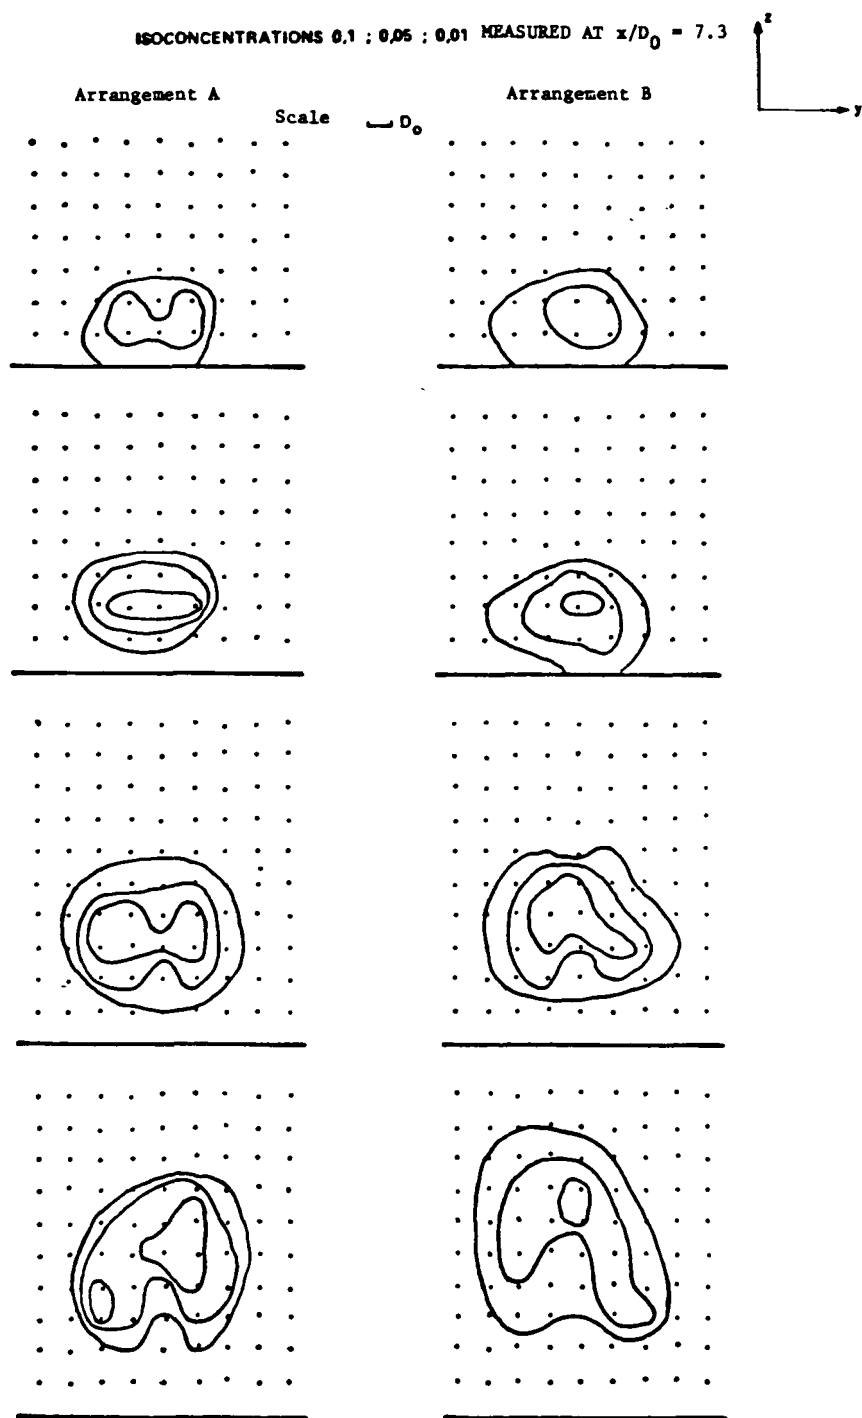 ISOCONCENTRATIONS 0,1 ; 0,05 ; 0,01 MEASURED AT x/D₀ = 7.3
z
y
Arrangement A
Arrangement B
Scale D₀